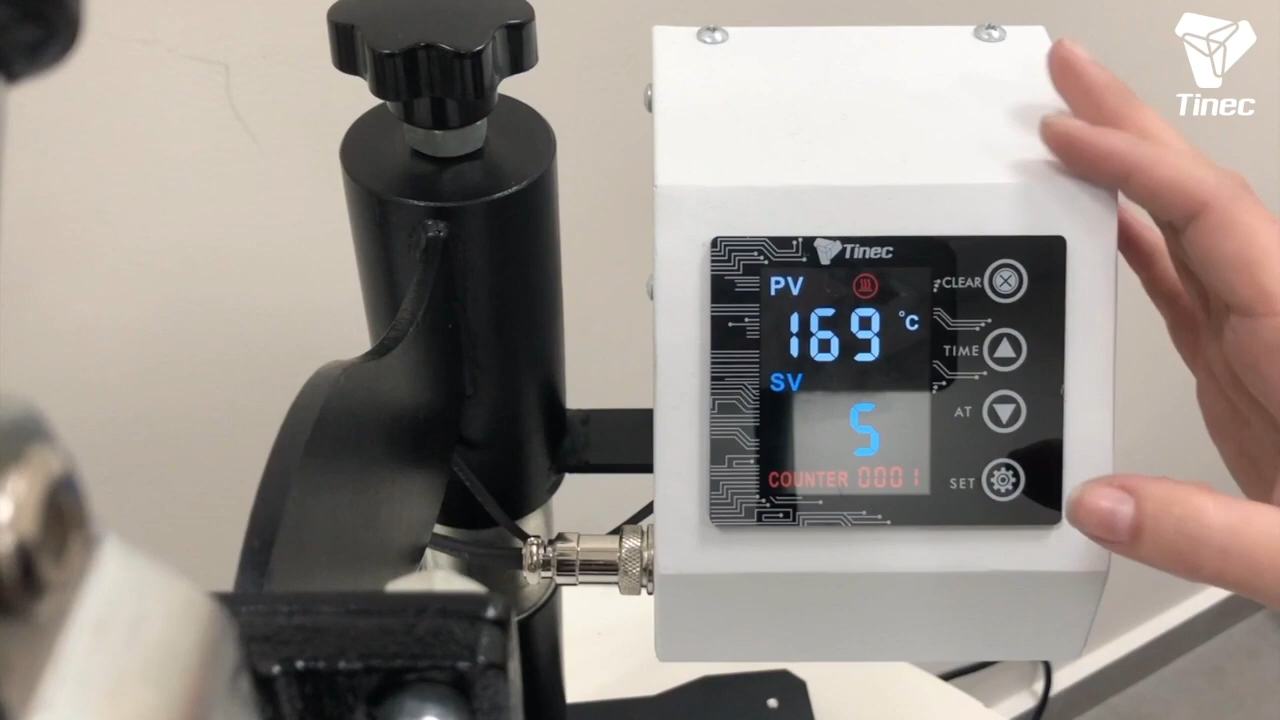 Tinec
Tinec
PV
169 °C
SV
5
COUNTER 0001
CLEAR
TIME
AT
SET